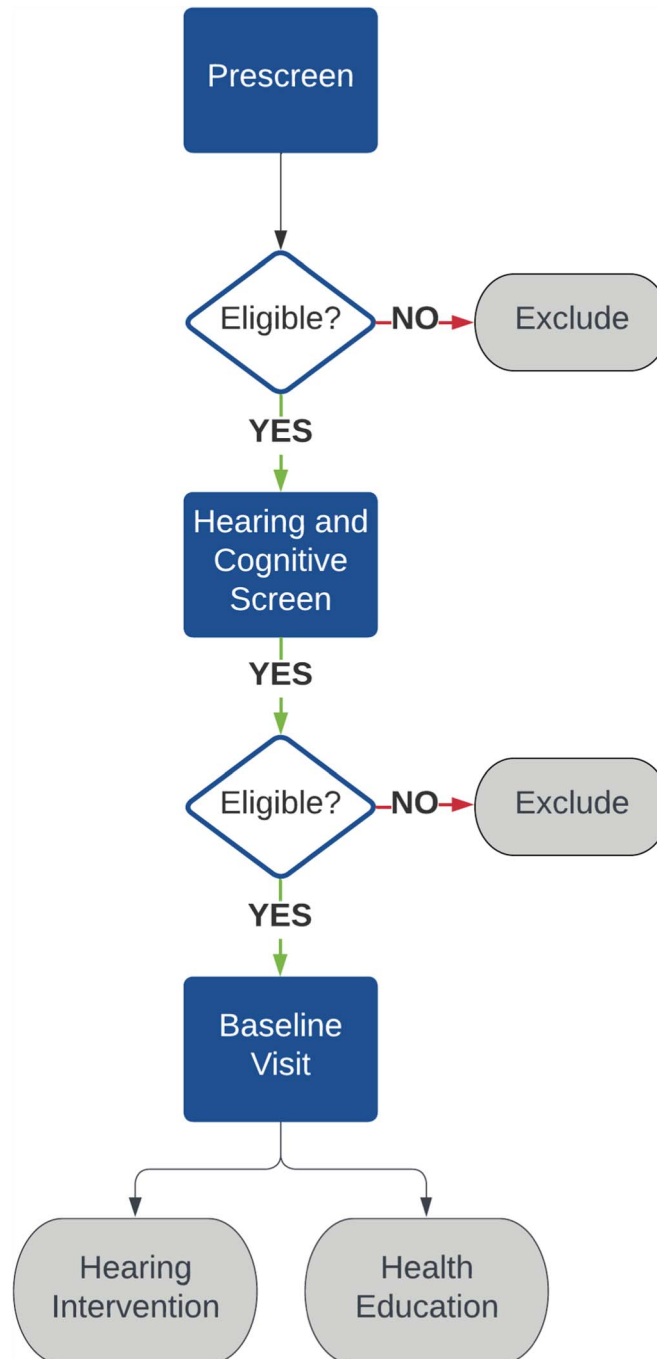 Prescreen
Eligible?
NO
Exclude
YES
Hearing and
Cognitive
Screen
YES
Eligible?
NO
Exclude
YES
Baseline
Visit
Hearing
Intervention
Health
Education